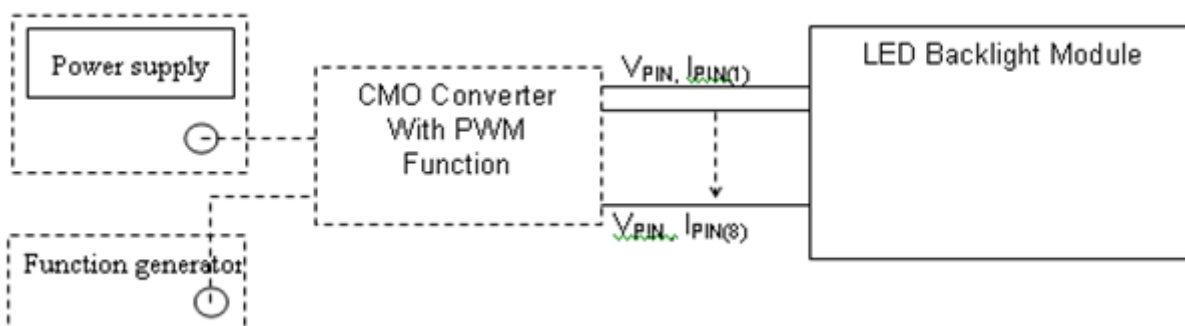 Power supply
CMO Converter
With PWM
Function
VPIN, IPIN(1)
VPIN, IPIN(8)
LED Backlight Module
Function generator